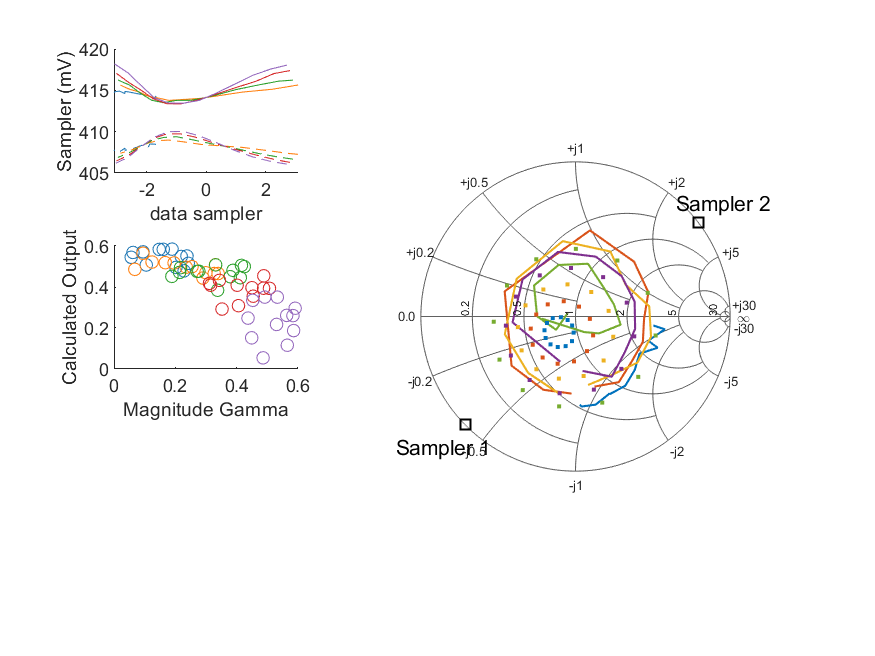 420
415
410
405
Sampler (mV)
-2 0 2
data sampler
0.6
0.4
0.2
0
Calculated Output
0 0.2 0.4 0.6
Magnitude Gamma
+j1
+j0.5
+j2
Sampler 2
+j0.2
+j5
0.0
0.2
0.5
1
2
5
30
+j30
∞
-j30
-j0.2
-j5
Sampler 1
-j0.5
-j2
-j1